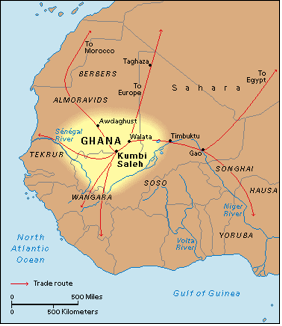 To
Morocco
Taghaza
To
Egypt
BERBERS
To
Europe
Sahara
ALMORAVIDS
Awdaghust
Sénégal
River
GHANA
Walata
Timbuktu
TEKRUR
Kumbi
Saleh
Gao
SONGHAI
SOSO
HAUSA
WANGARA
Niger
River
North
Atlantic
Ocean
Volta
River
YORUBA
Trade route
0 500 Miles
0 500 Kilometers
Gulf of Guinea